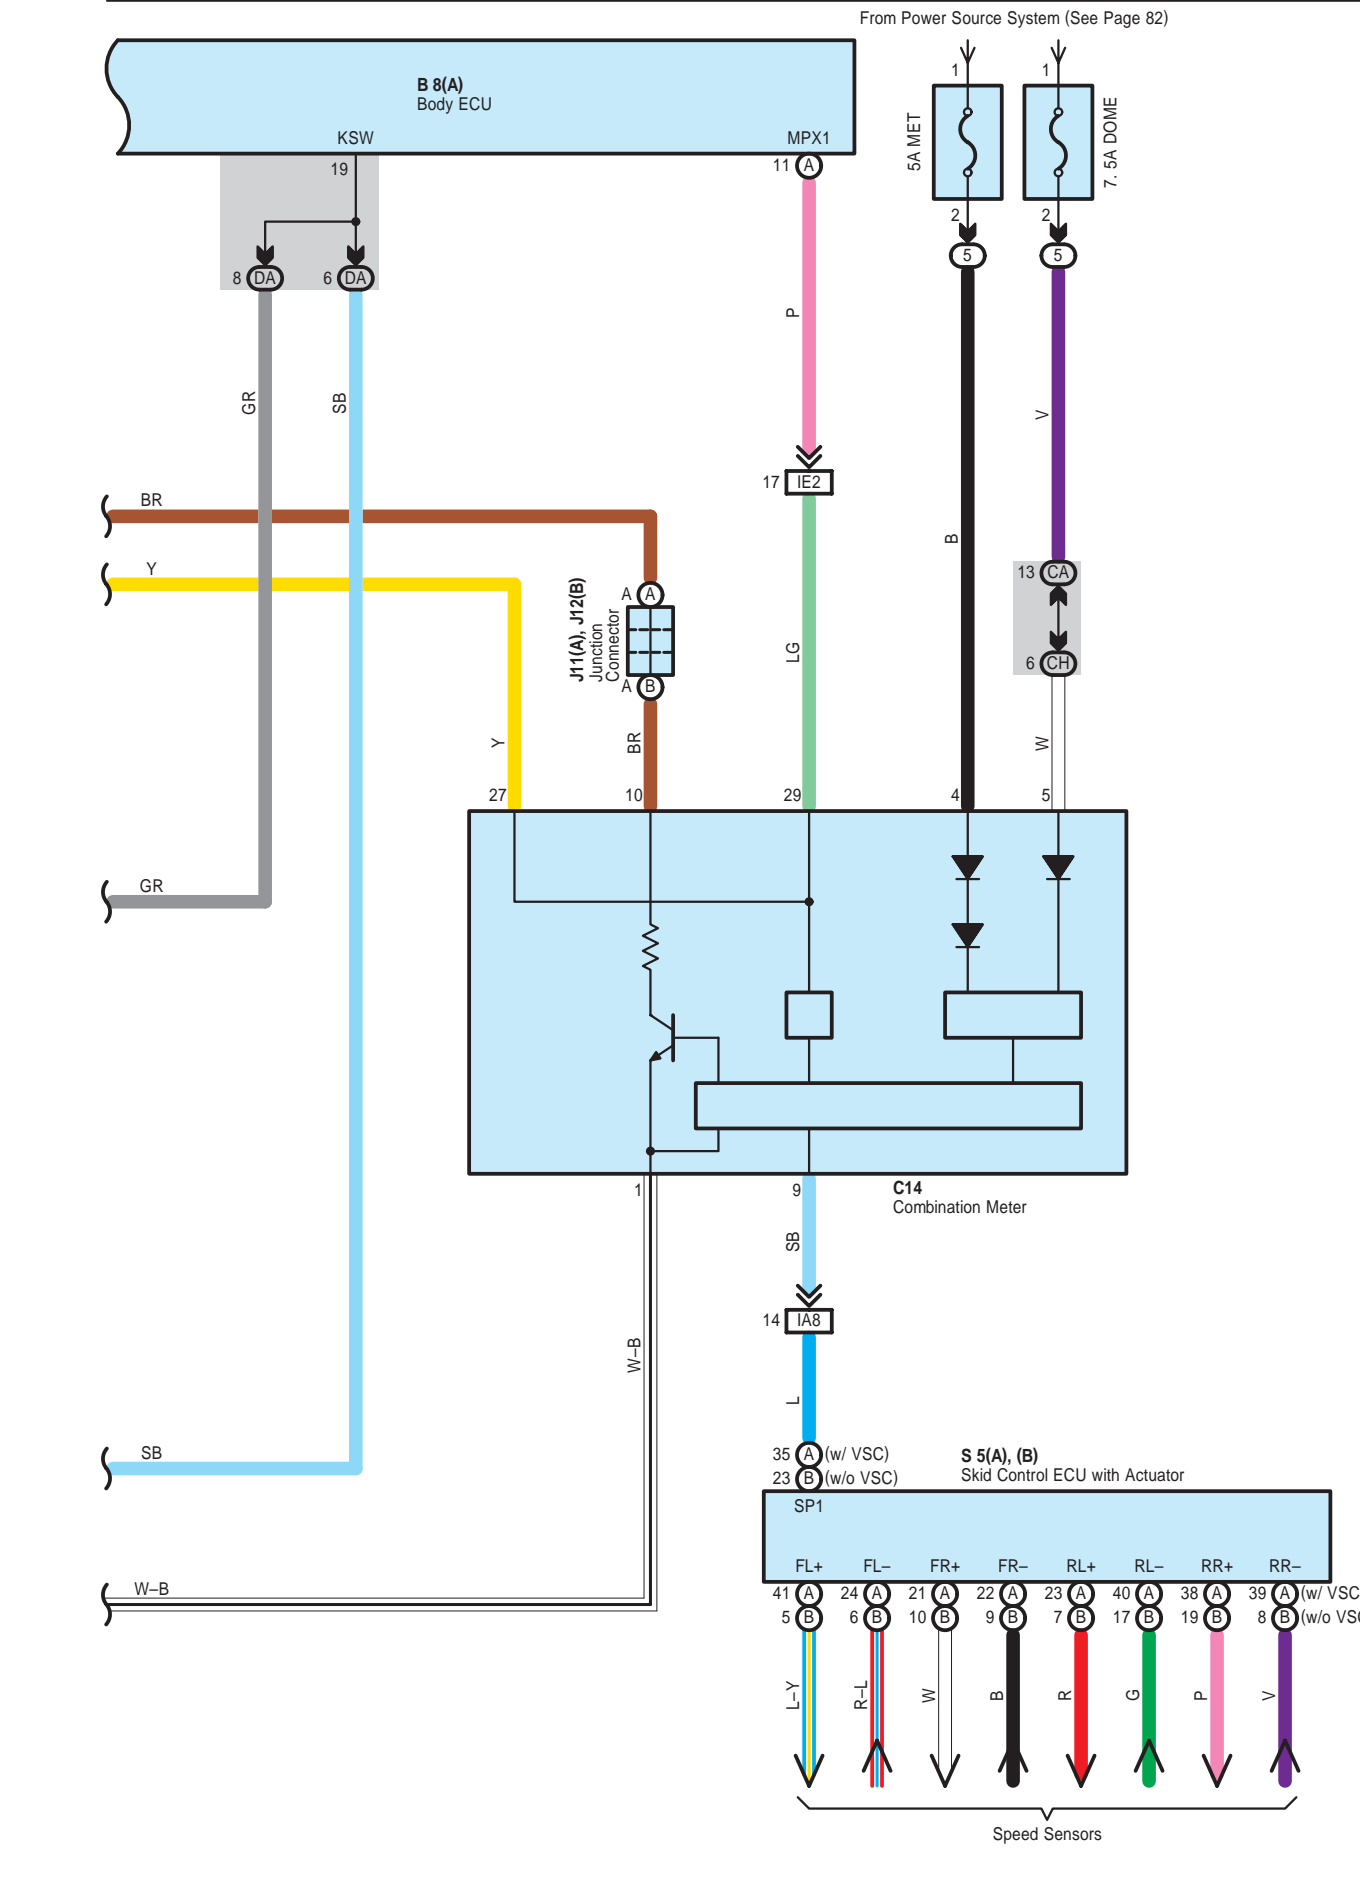 From Power Source System (See Page 82)
B 8(A)
Body ECU
KSW
MPX1
19
11
A
1
1
5A MET
7. 5A DOME
2
2
5
5
8
DA
6
DA
P
GR
SB
V
B
17
IE2
BR
Y
13
CA
6
CH
J11(A), J12(B)
Junction
Connector
A
A
A
B
LG
Y
BR
W
27
10
29
4
5
GR
1
9
C14
Combination Meter
SB
14
IA8
W–B
L
SB
35
A
(w/ VSC)
23
B
(w/o VSC)
S 5(A), (B)
Skid Control ECU with Actuator
SP1
FL+
FL–
FR+
FR–
RL+
RL–
RR+
RR–
W–B
41
A
24
A
21
A
22
A
23
A
40
A
38
A
39
A
(w/ VSC
5
B
6
B
10
B
9
B
7
B
17
B
19
B
8
B
(w/o VS
L–Y
R–L
W
B
R
G
P
V
Speed Sensors